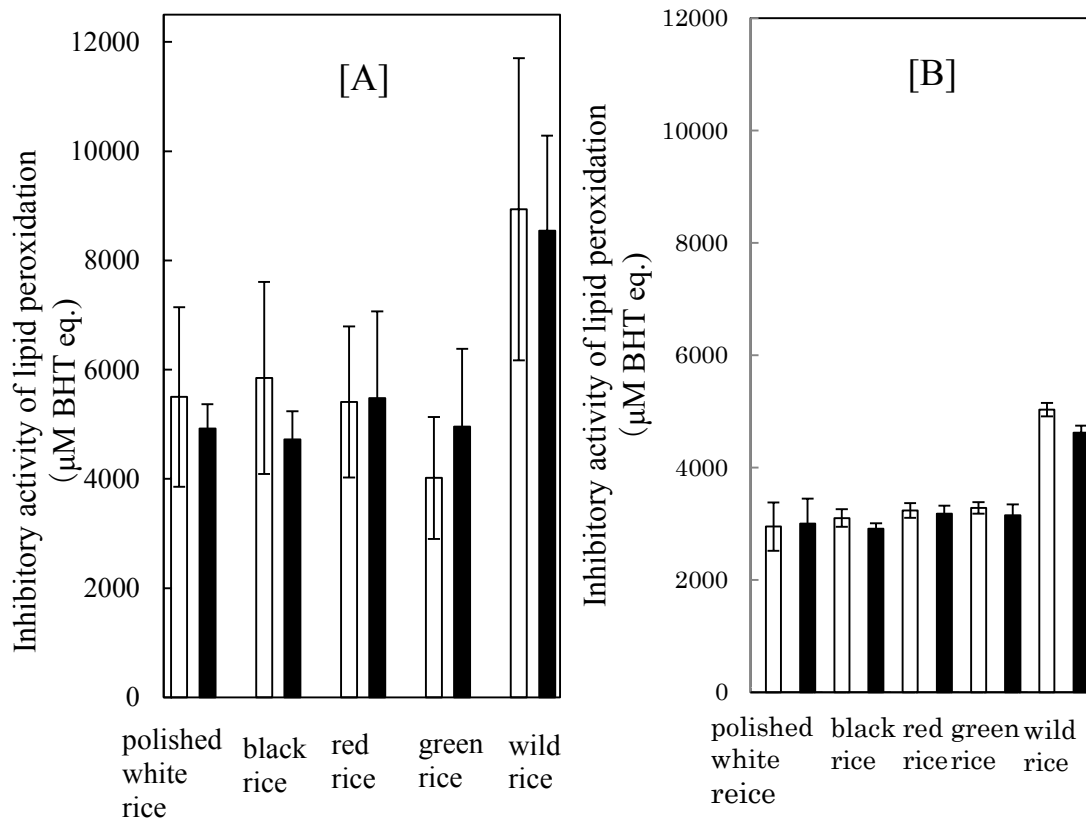 Inhibitory activity of lipid peroxidation
(μM BHT eq.)
12000
10000
8000
6000
4000
2000
0
[A]
polished
white
rice
black
rice
red
rice
green
rice
wild
rice
Inhibitory activity of lipid peroxidation
(μM BHT eq.)
12000
10000
8000
6000
4000
2000
0
[B]
polished
white
reice
black
rice
red
rice
green
rice
wild
rice